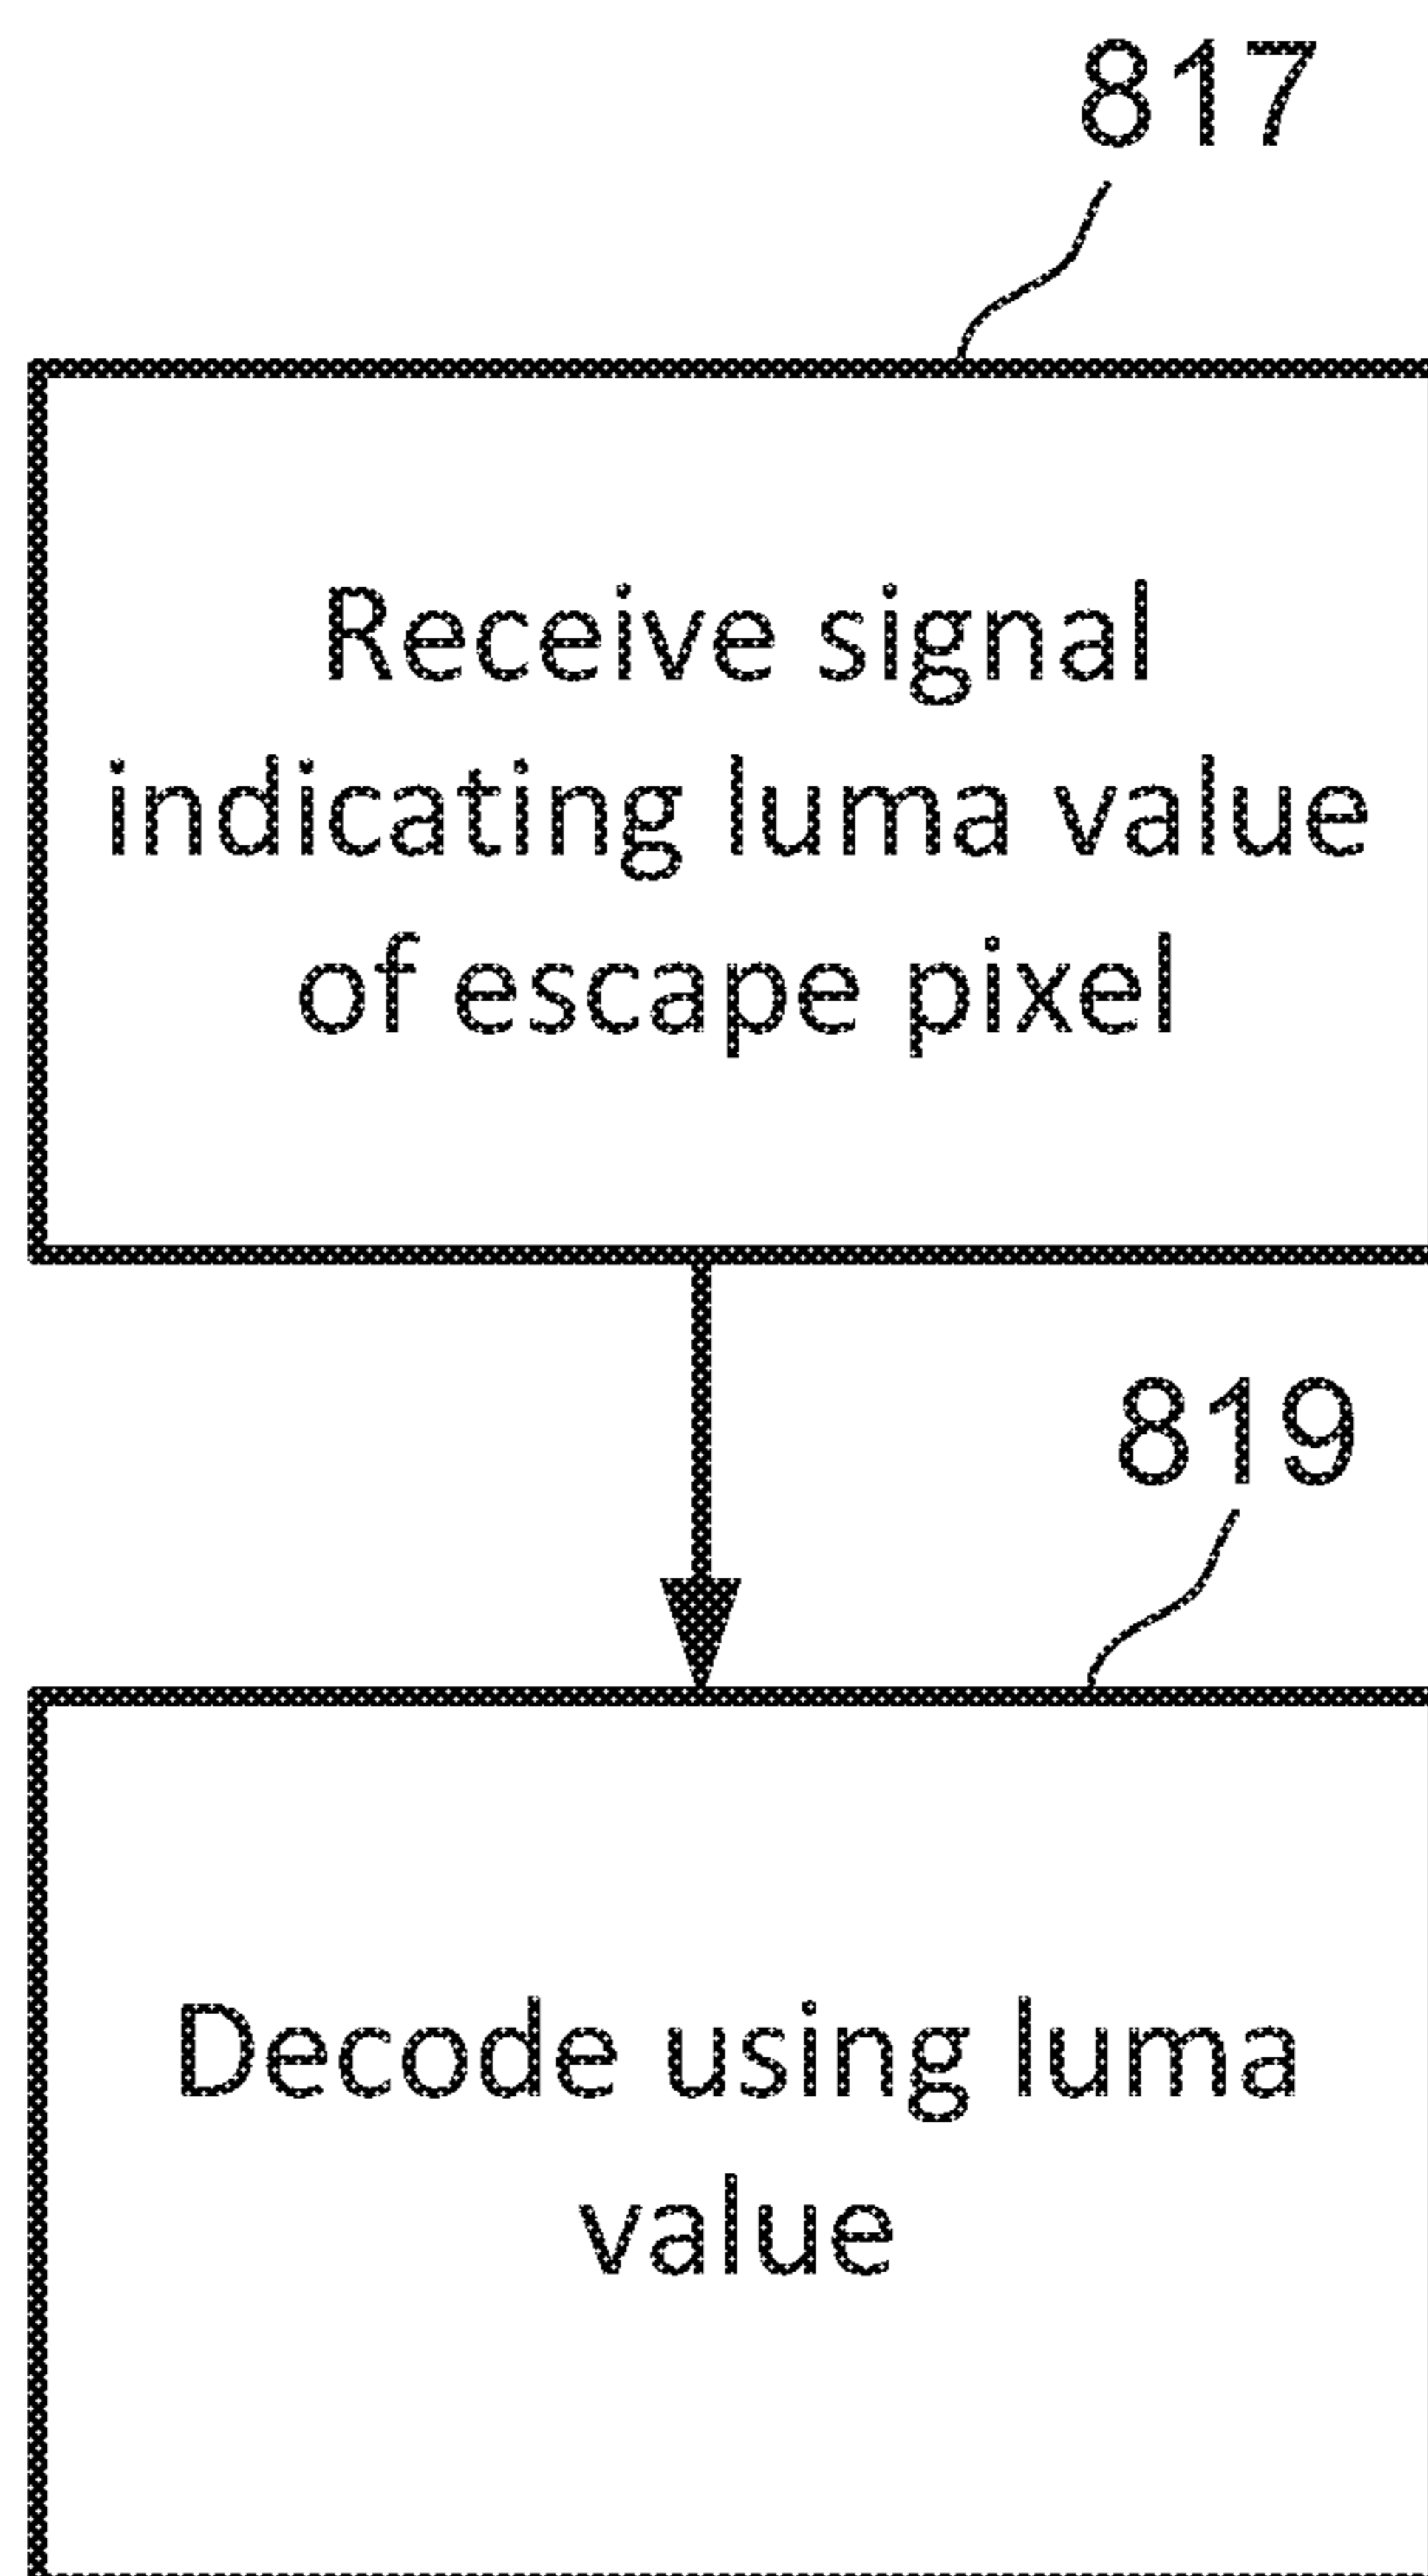 817
Receive signal
indicating luma value
of escape pixel
819
Decode using luma
value